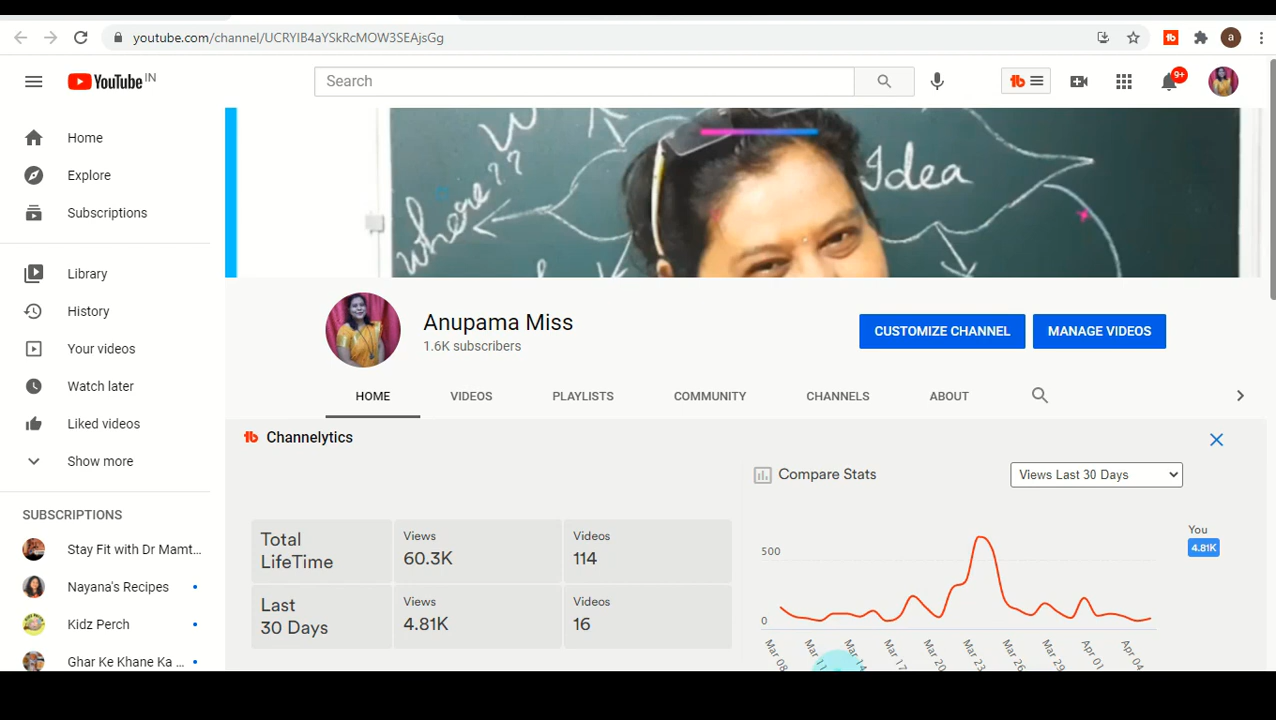 youtube.com/channel/UCRYIB4aYSkRcMOW3SEAjsGg
a
YouTube IN
Search
tb
9+
Home
Explore
Subscriptions
Library
History
Your videos
Watch later
Liked videos
Show more
SUBSCRIPTIONS
Stay Fit with Dr Mamt...
Nayana's Recipes
Kidz Perch
Ghar Ke Khane Ka ...
where??
Idea
Anupama Miss
1.6K subscribers
CUSTOMIZE CHANNEL
MANAGE VIDEOS
HOME VIDEOS PLAYLISTS COMMUNITY CHANNELS ABOUT
tb Channelytics
Compare Stats
Views Last 30 Days
Total
LifeTime
Views
60.3K
Videos
114
Last
30 Days
Views
4.81K
Videos
16
You
4.81K
500
0
Mar 08 Mar 11 Mar 14 Mar 17 Mar 20 Mar 23 Mar 26 Mar 29 Apr 01 Apr 04